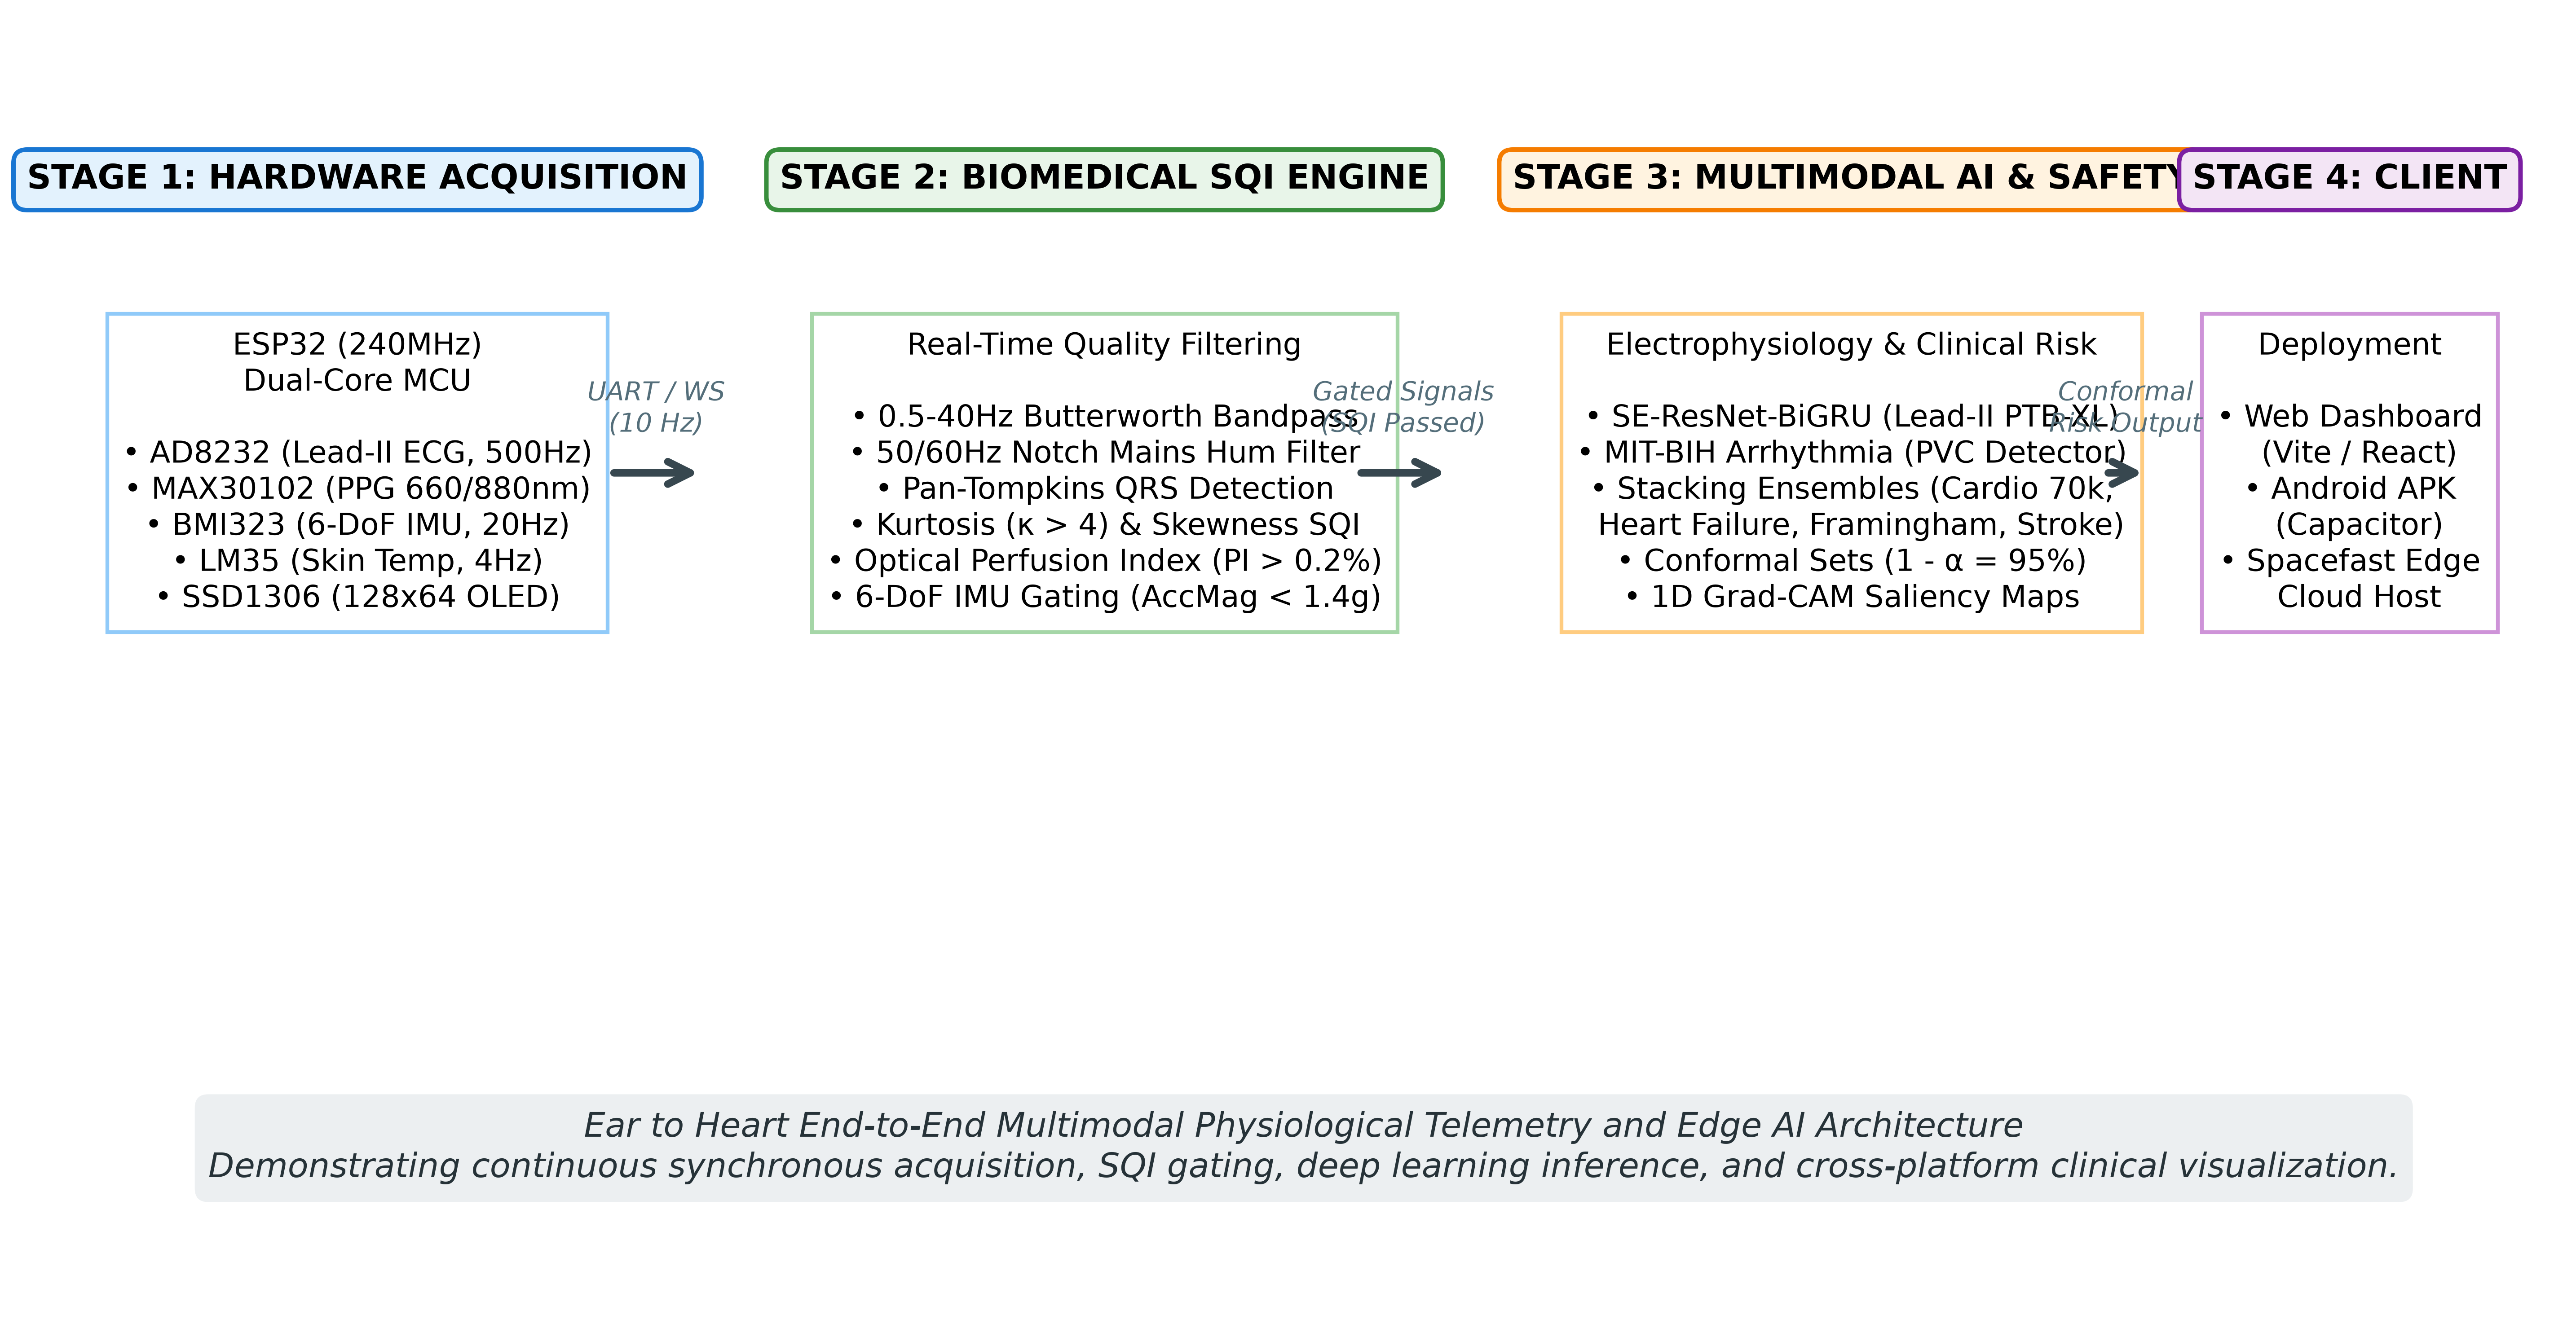 STAGE 1: HARDWARE ACQUISITION
STAGE 2: BIOMEDICAL SQI ENGINE
STAGE 3: MULTIMODAL AI & SAFETY
STAGE 4: CLIENT
ESP32 (240MHz)
Dual-Core MCU
• AD8232 (Lead-II ECG, 500Hz)
• MAX30102 (PPG 660/880nm)
• BMI323 (6-DoF IMU, 20Hz)
• LM35 (Skin Temp, 4Hz)
• SSD1306 (128x64 OLED)
UART / WS
(10 Hz)
Real-Time Quality Filtering
• 0.5-40Hz Butterworth Bandpass
• 50/60Hz Notch Mains Hum Filter
• Pan-Tompkins QRS Detection
• Kurtosis (κ > 4) & Skewness SQI
• Optical Perfusion Index (PI > 0.2%)
• 6-DoF IMU Gating (AccMag < 1.4g)
Gated Signals
(SQI Passed)
Electrophysiology & Clinical Risk
• SE-ResNet-BiGRU (Lead-II PTB-XL)
• MIT-BIH Arrhythmia (PVC Detector)
• Stacking Ensembles (Cardio 70k,
Heart Failure, Framingham, Stroke)
• Conformal Sets (1 - α = 95%)
• 1D Grad-CAM Saliency Maps
Conformal
Risk Output
Deployment
• Web Dashboard
(Vite / React)
• Android APK
(Capacitor)
• Spacefast Edge
Cloud Host
Ear to Heart End-to-End Multimodal Physiological Telemetry and Edge AI Architecture
Demonstrating continuous synchronous acquisition, SQI gating, deep learning inference, and cross-platform clinical visualization.